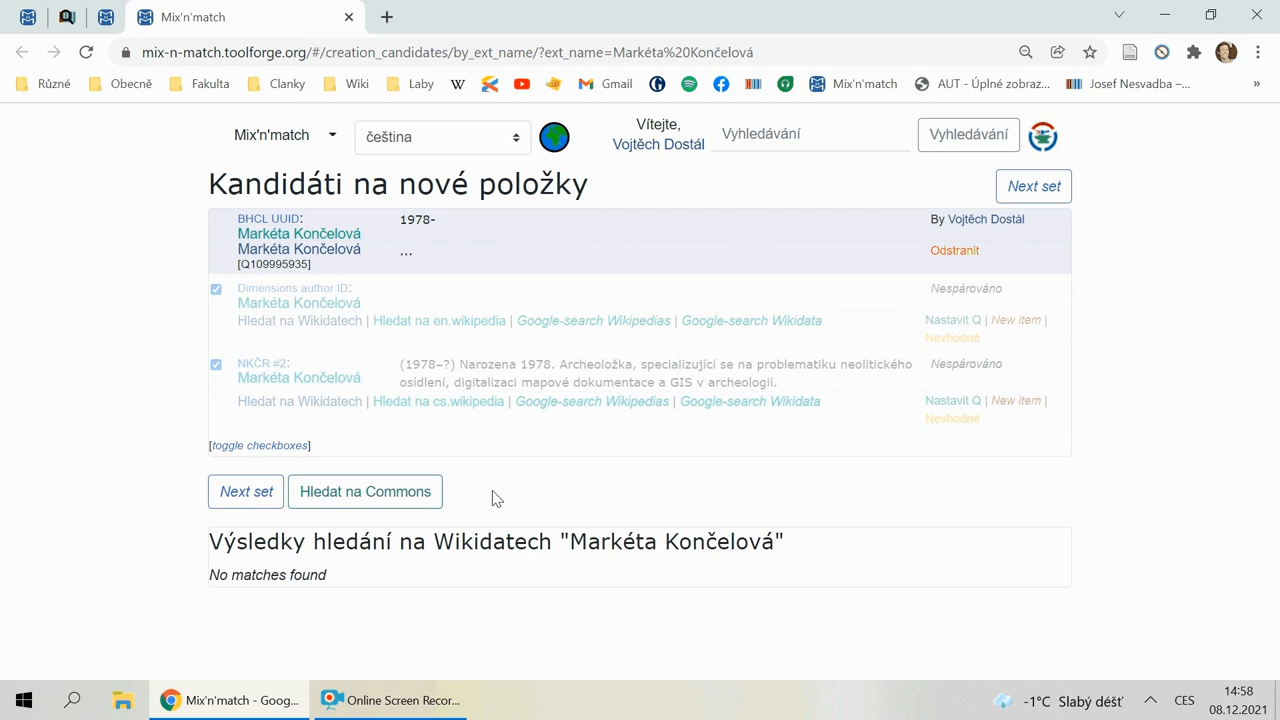 Mix'n'match
mix-n-match.toolforge.org/#/creation_candidates/by_ext_name/?ext_name=Markéta%20Končelová
Různé Obecně Fakulta Clanky Wiki Laby Gmail Mix'n'match AUT - Úplné zobraz... Josef Nesvadba –... »
Mix'n'match čeština Vítejte, Vojtěch Dostál Vyhledávání Vyhledávání
Kandidáti na nové položky Next set
BHCL UUID: 1978- By Vojtěch Dostál
Markéta Končelová
Markéta Končelová ... Odstranit
[Q109995935]
Dimensions author ID: Nespárováno
Markéta Končelová
Hledat na Wikidatech | Hledat na en.wikipedia | Google-search Wikipedias | Google-search Wikidata Nastavit Q | New item |
Nevhodné
NKČR #2: (1978–?) Narozena 1978. Archeoložka, specializující se na problematiku neolitického Nespárováno
Markéta Končelová osídlení, digitalizaci mapové dokumentace a GIS v archeologii.
Hledat na Wikidatech | Hledat na cs.wikipedia | Google-search Wikipedias | Google-search Wikidata Nastavit Q | New item |
Nevhodné
[toggle checkboxes]
Next set Hledat na Commons
Výsledky hledání na Wikidatech "Markéta Končelová"
No matches found
Mix'n'match - Goog... Online Screen Recor... -1°C Slabý déšť CES 14:58
08.12.2021